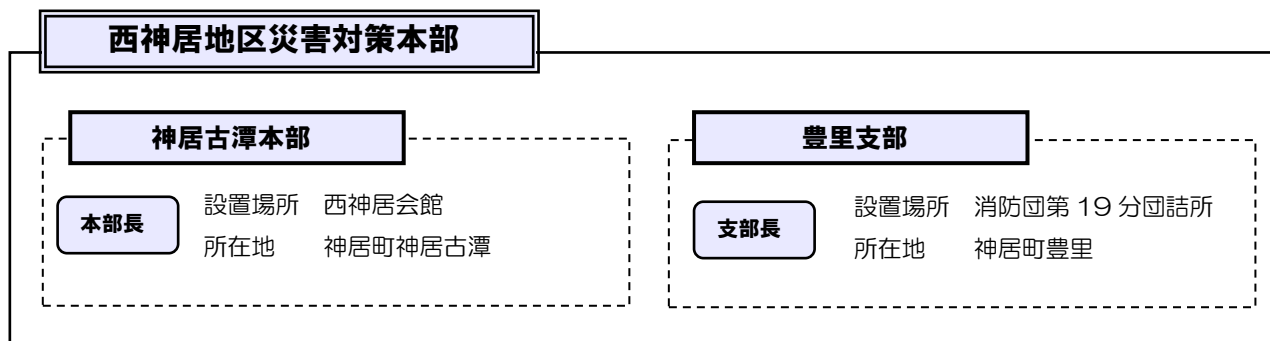 西神居地区災害対策本部
神居古潭本部
本部長
設置場所 西神居会館
所在地 神居町神居古潭
豊里支部
支部長
設置場所 消防団第19分団詰所
所在地 神居町豊里